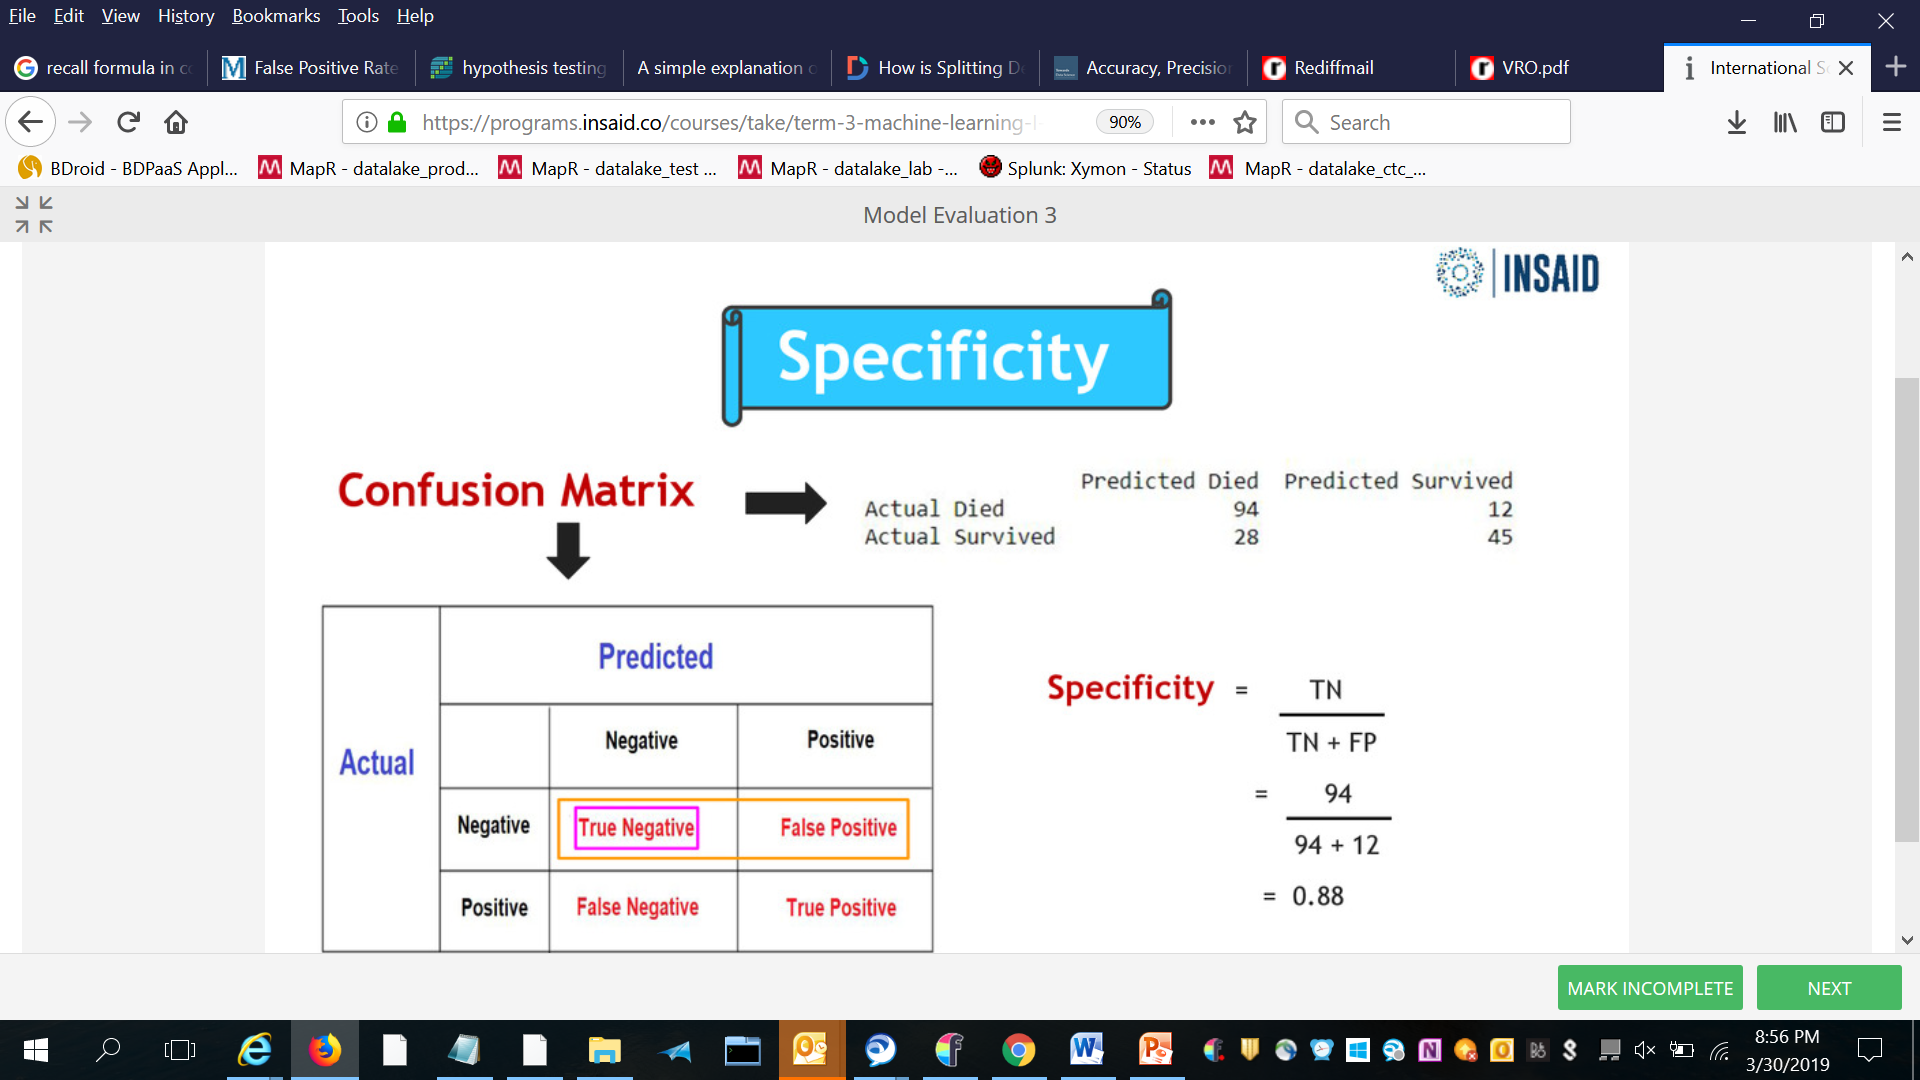 File Edit View History Bookmarks Tools Help
recall formula in co False Positive Rate hypothesis testing A simple explanation o How is Splitting De Accuracy, Precision Rediffmail VRO.pdf International S
https://programs.insaid.co/courses/take/term-3-machine-learning-l 90% Search
BDroid - BDPaaS Appl... MapR - datalake_prod... MapR - datalake_test ... MapR - datalake_lab -... Splunk: Xymon - Status MapR - datalake_ctc_...
Model Evaluation 3
INSAID
Specificity
Confusion Matrix
Predicted Died Predicted Survived
Actual Died 94 12
Actual Survived 28 45
Predicted
Actual
Negative Positive
Negative True Negative False Positive
Positive False Negative True Positive
Specificity = TN
TN + FP
= 94
94 + 12
= 0.88
MARK INCOMPLETE NEXT
8:56 PM
3/30/2019